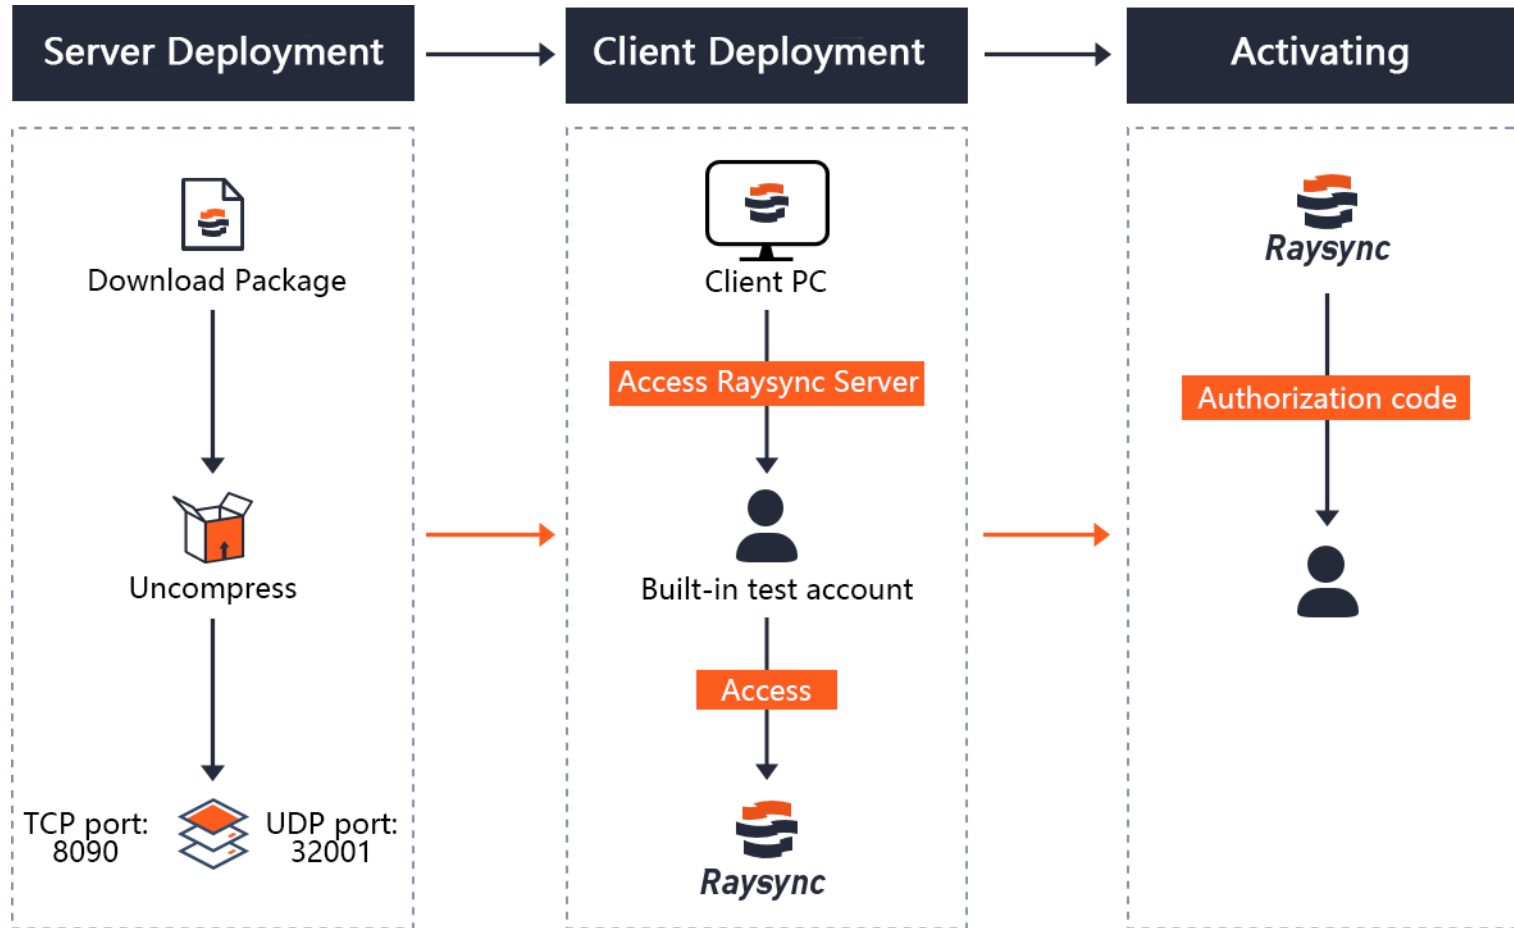 Server Deployment
Client Deployment
Activating
Download Package
Uncompress
TCP port:
8090
UDP port:
32001
Client PC
Access Raysync Server
Built-in test account
Access
Raysync
Raysync
Authorization code